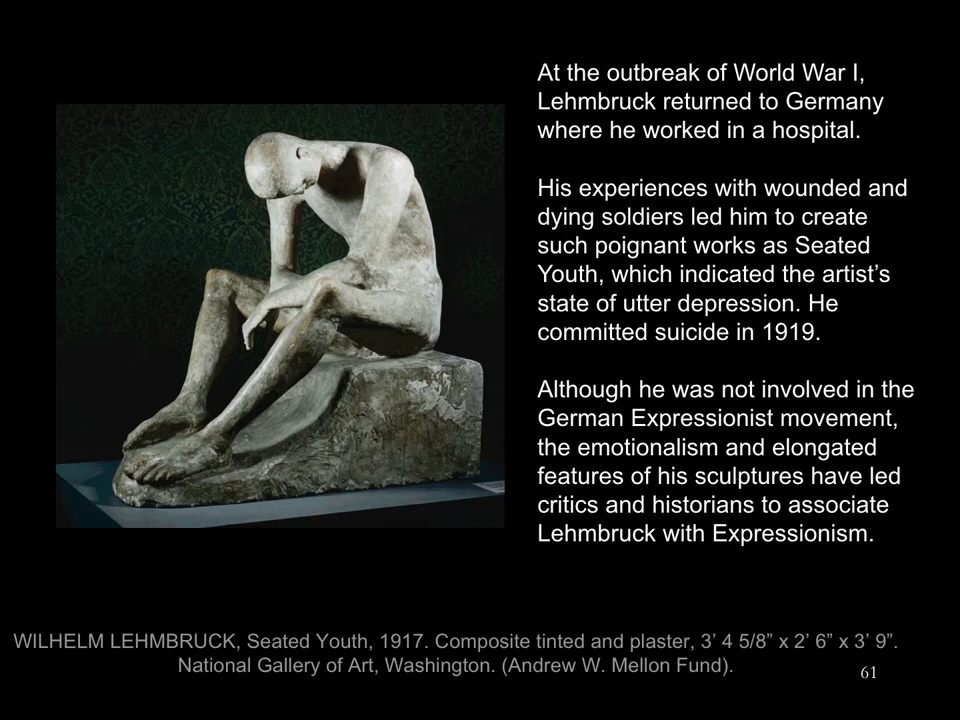 At the outbreak of World War I,
Lehmbruck returned to Germany
where he worked in a hospital.
His experiences with wounded and
dying soldiers led him to create
such poignant works as Seated
Youth, which indicated the artist’s
state of utter depression. He
committed suicide in 1919.
Although he was not involved in the
German Expressionist movement,
the emotionalism and elongated
features of his sculptures have led
critics and historians to associate
Lehmbruck with Expressionism.
WILHELM LEHMBRUCK, Seated Youth, 1917. Composite tinted and plaster, 3’ 4 5/8” x 2’ 6” x 3’ 9”.
National Gallery of Art, Washington. (Andrew W. Mellon Fund).
61